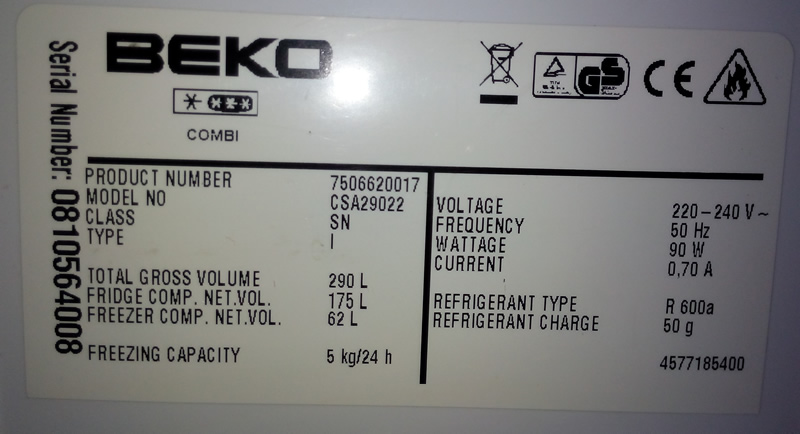 BEKO
COMBI
Serial Number: 0810564008
GS
CE
PRODUCT NUMBER 7506620017
MODEL NO CSA29022
CLASS SN
TYPE I
TOTAL GROSS VOLUME 290 L
FRIDGE COMP. NET.VOL. 175 L
FREEZER COMP. NET.VOL. 62 L
FREEZING CAPACITY 5 kg/24 h
VOLTAGE 220-240 V~
FREQUENCY 50 Hz
WATTAGE 90 W
CURRENT 0,70 A
REFRIGERANT TYPE R 600a
REFRIGERANT CHARGE 50 g
4577185400